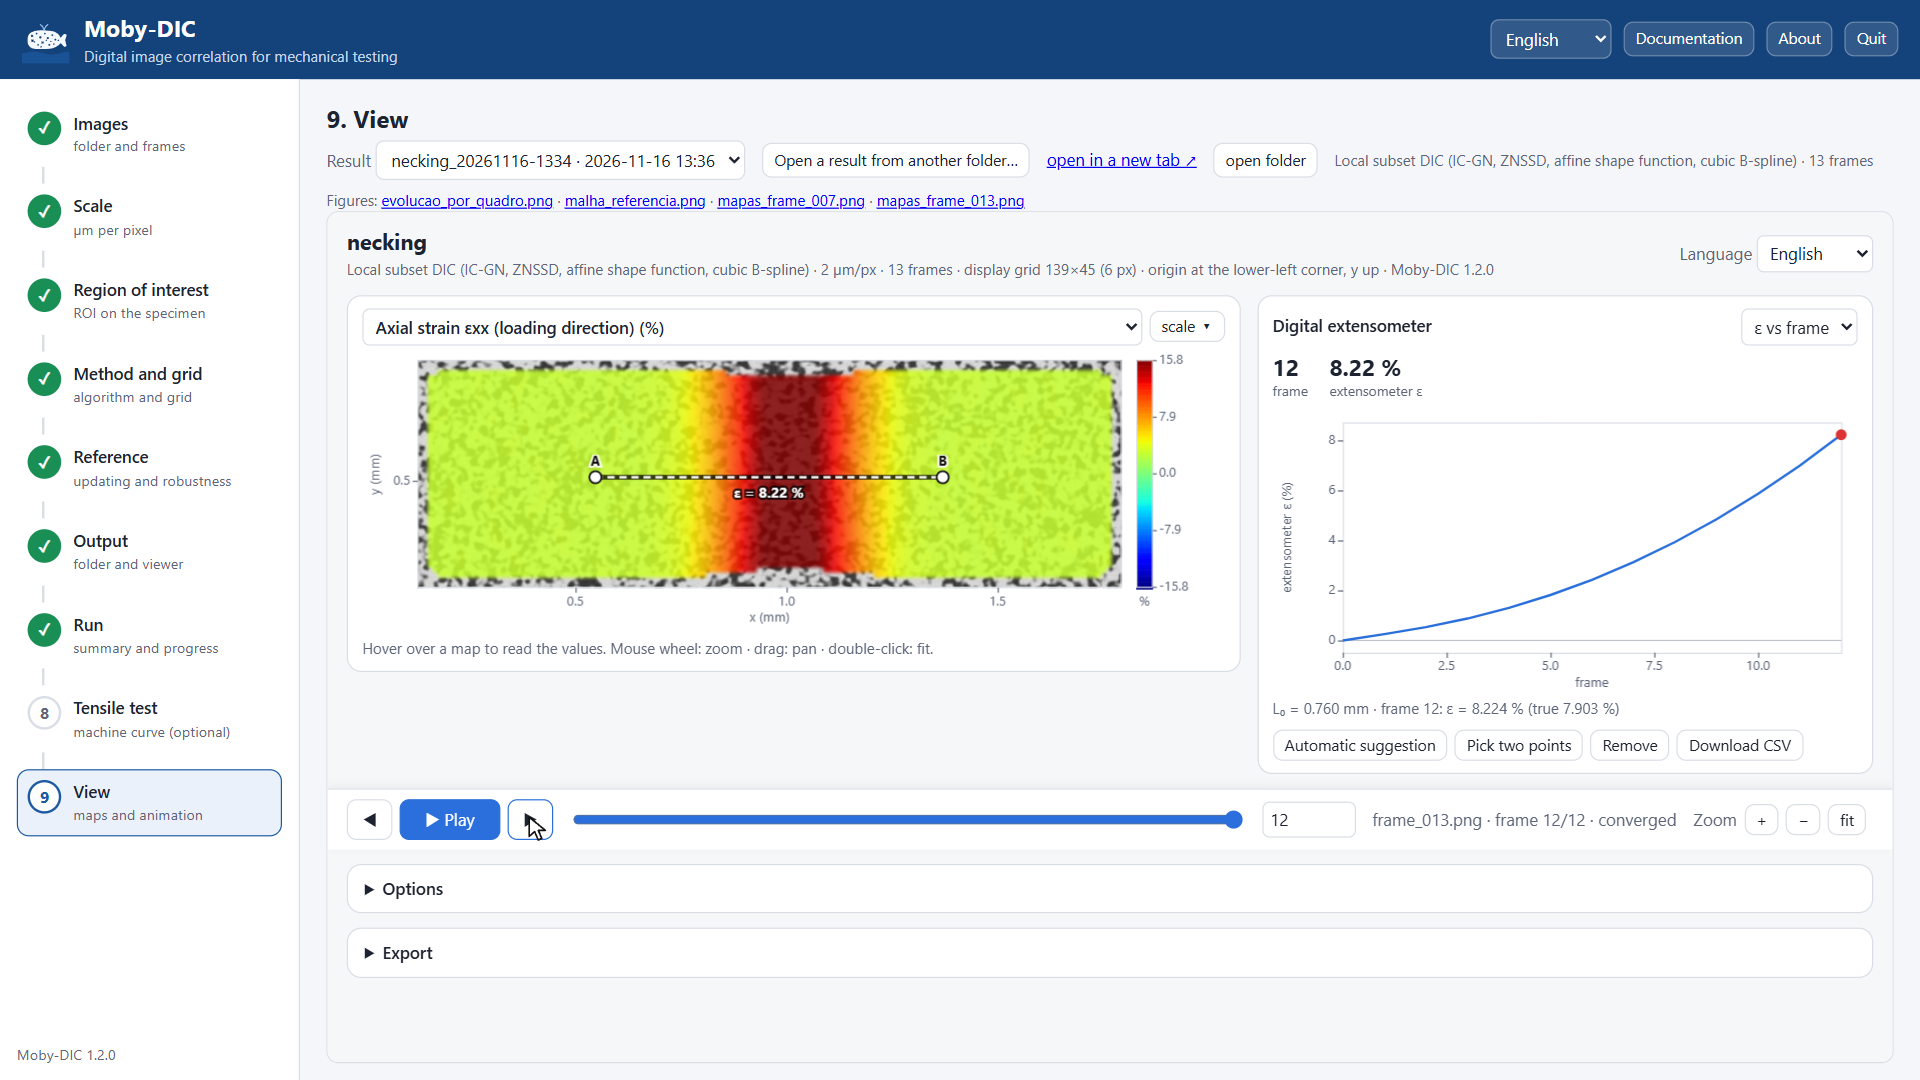 Moby-DIC
Digital image correlation for mechanical testing
English
Documentation
About
Quit
✓ Images
folder and frames
✓ Scale
µm per pixel
✓ Region of interest
ROI on the specimen
✓ Method and grid
algorithm and grid
✓ Reference
updating and robustness
✓ Output
folder and viewer
✓ Run
summary and progress
8 Tensile test
machine curve (optional)
9 View
maps and animation
Moby-DIC 1.2.0
9. View
Result necking_20261116-1334 · 2026-11-16 13:36 Open a result from another folder... open in a new tab ↗ open folder Local subset DIC (IC-GN, ZNSSD, affine shape function, cubic B-spline) · 13 frames
Figures: evolucao_por_quadro.png · malha_referencia.png · mapas_frame_007.png · mapas_frame_013.png
necking
Local subset DIC (IC-GN, ZNSSD, affine shape function, cubic B-spline) · 2 µm/px · 13 frames · display grid 139×45 (6 px) · origin at the lower-left corner, y up · Moby-DIC 1.2.0
Language English
Axial strain εxx (loading direction) (%)
scale ▾
A B
ε = 8.22 %
y (mm)
0.5
0.5 1.0 1.5
x (mm)
15.8
7.9
0.0
-7.9
-15.8
%
Hover over a map to read the values. Mouse wheel: zoom · drag: pan · double-click: fit.
Digital extensometer
ε vs frame
12 8.22 %
frame extensometer ε
extensometer ε (%)
8
6
4
2
0
0.0 2.5 5.0 7.5 10.0
frame
L₀ = 0.760 mm · frame 12: ε = 8.224 % (true 7.903 %)
Automatic suggestion Pick two points Remove Download CSV
◀ ▶ Play ▶ 12 frame_013.png · frame 12/12 · converged Zoom + − fit
▶ Options
▶ Export